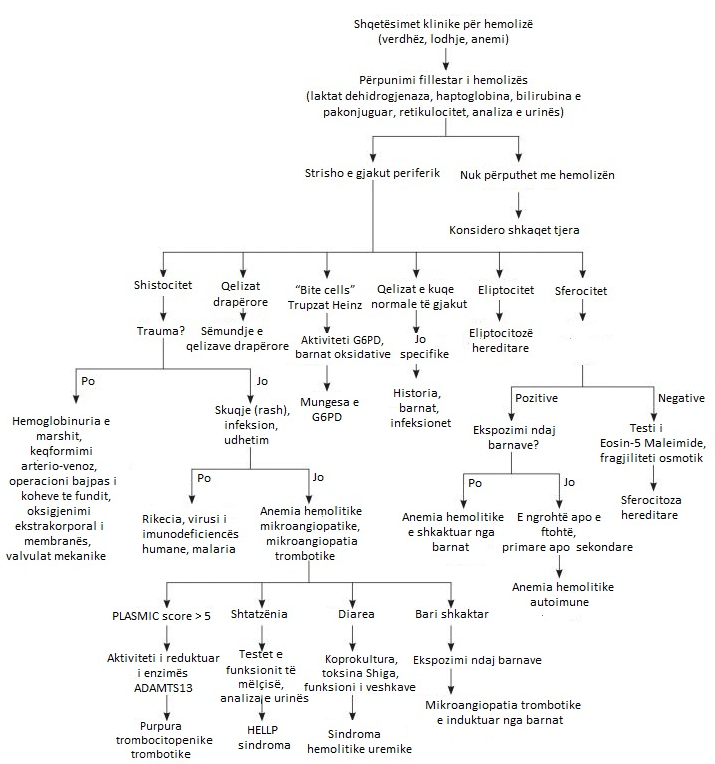 Shqetësimet klinike për hemolizë
(verdhëz, lodhje, anemi)
Përpunimi fillestar i hemolizës
(laktat dehidrogjenaza, haptoglobina, bilirubina e
pakonjuguar, retikulocitet, analiza e urinës)
Strisho e gjakut periferik
Nuk përputhet me hemolizën
Konsidero shkaqet tjera
Shistocitet
Qelizat
drapërore
“Bite cells”
Trupzat Heinz
Qelizat e kuqe
normale të gjakut
Eliptocitet
Sferocitet
Trauma?
Sëmundje e
qelizave drapërore
Aktiviteti G6PD,
barnat oksidative
Jo
specifike
Eliptocitozë
hereditare
Po
Jo
Mungesa e
G6PD
Historia,
barnat,
infeksionet
Pozitive
Negative
Hemoglobinuria e
marshit,
keqformimi
arterio-venoz,
operacioni bajpas i
koheve te fundit,
oksigjenimi
ekstrakorporal i
membranës,
valvulat mekanike
Skuqje (rash),
infeksion,
udhetim
Ekspozimi ndaj
barnave?
Testi i
Eosin-5 Maleimide,
fragjiliteti osmotik
Po
Jo
Po
Jo
Sferocitoza
hereditare
Rikecia, virusi i
imunodeficiencës
humane, malaria
Anemia hemolitike
mikroangiopatike,
mikroangiopatia
trombotike
Anemia hemolitike
e shkaktuar nga
barnat
E ngrohtë apo e
ftohtë,
primare apo sekondare
Anemia hemolitike
autoimune
PLASMIC score > 5
Shtatzënia
Diarea
Bari shkaktar
Aktiviteti i reduktuar
i enzimës
ADAMTS13
Testet e
funksionit të
mëlçisë,
analizaje urinës
Koprokultura,
toksina Shiga,
funksioni i veshkave
Ekspozimi ndaj barnave
Purpura
trombocitopenike
trombotike
HELLP
sindroma
Sindroma
hemolitike uremike
Mikroangiopatia trombotike
e induktuar nga barnat